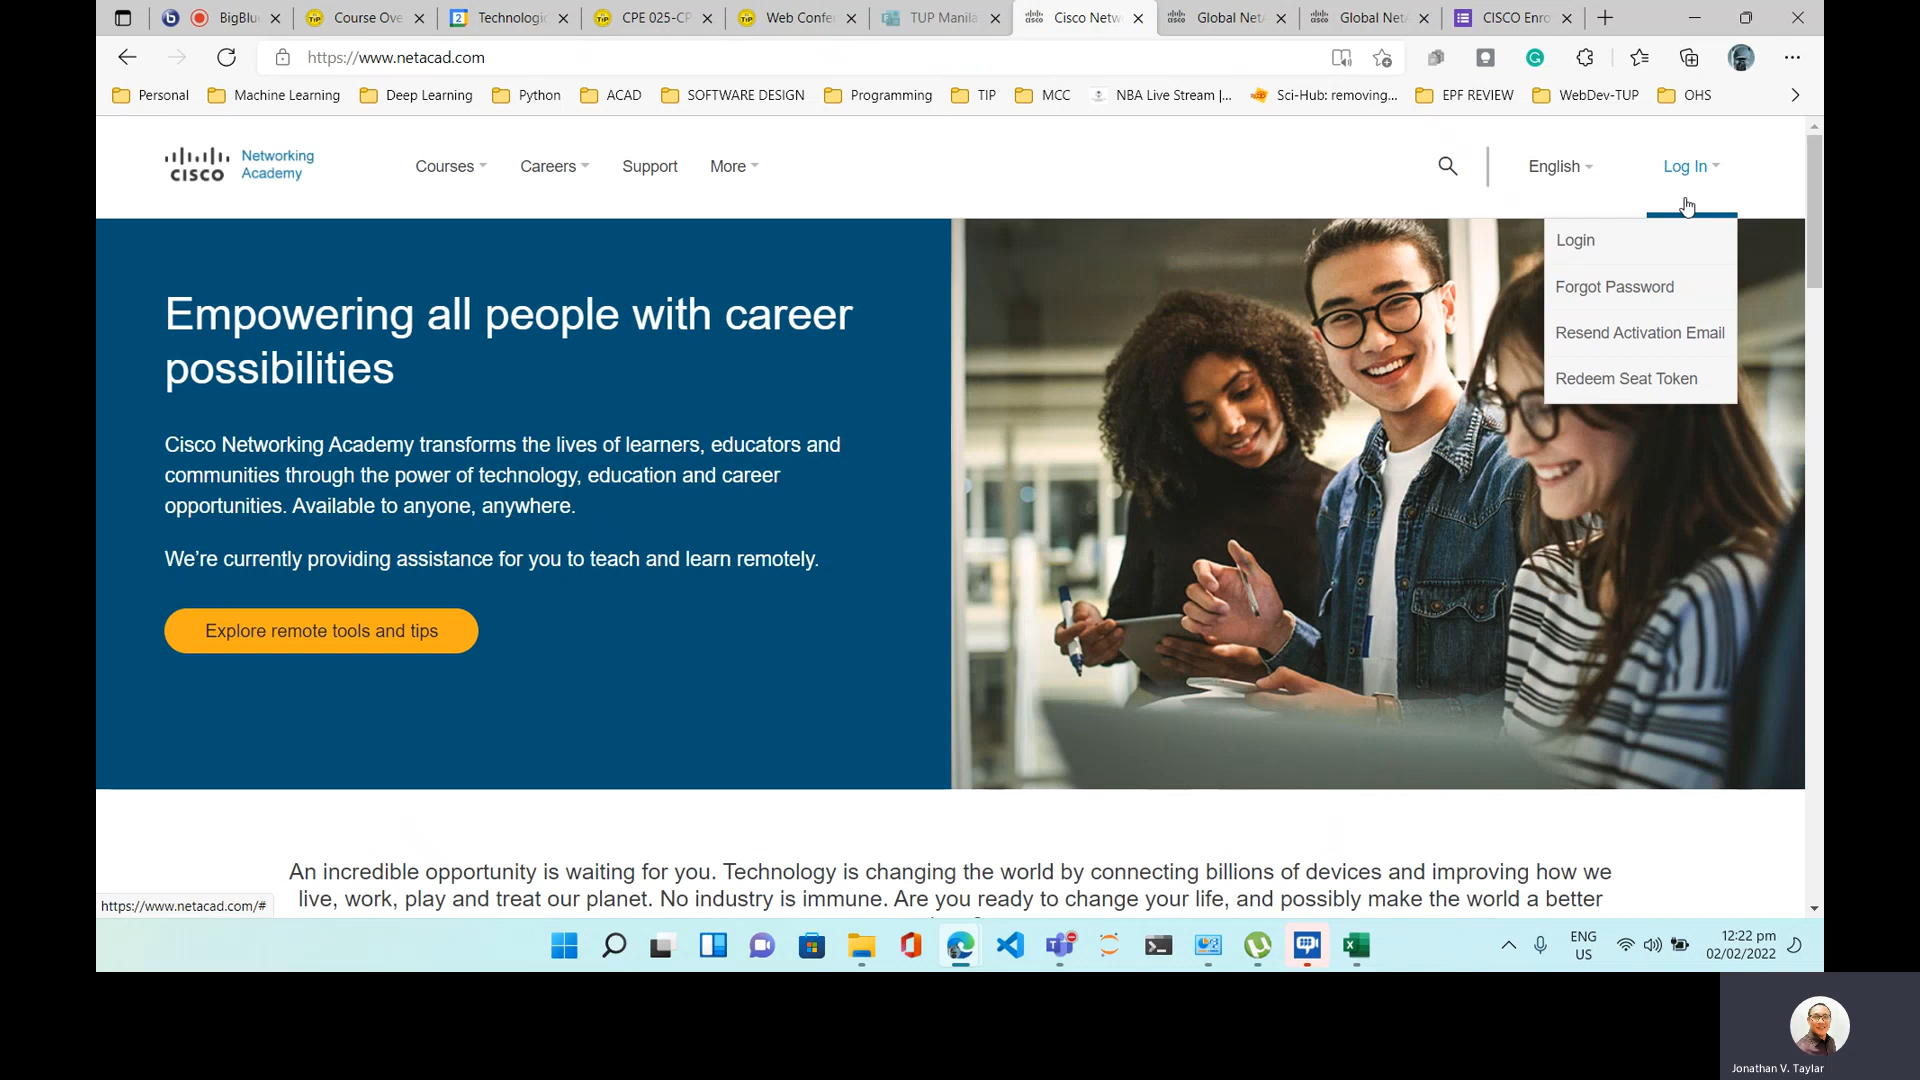 BigBlu
Course Ove
Technologic
CPE 025-CP
Web Confe
TUP Manila
Cisco Netw
Global Net
Global Net
CISCO Enro
https://www.netacad.com
Personal
Machine Learning
Deep Learning
Python
ACAD
SOFTWARE DESIGN
Programming
TIP
MCC
NBA Live Stream |...
Sci-Hub: removing...
EPF REVIEW
WebDev-TUP
OHS
CISCO
Networking
Academy
Courses
Careers
Support
More
English
Log In
Login
Forgot Password
Resend Activation Email
Redeem Seat Token
Empowering all people with career
possibilities
Cisco Networking Academy transforms the lives of learners, educators and
communities through the power of technology, education and career
opportunities. Available to anyone, anywhere.
We're currently providing assistance for you to teach and learn remotely.
Explore remote tools and tips
An incredible opportunity is waiting for you. Technology is changing the world by connecting billions of devices and improving how we
live, work, play and treat our planet. No industry is immune. Are you ready to change your life, and possibly make the world a better
https://www.netacad.com/#
ENG
US
12:22 pm
02/02/2022
Jonathan V. Taylar